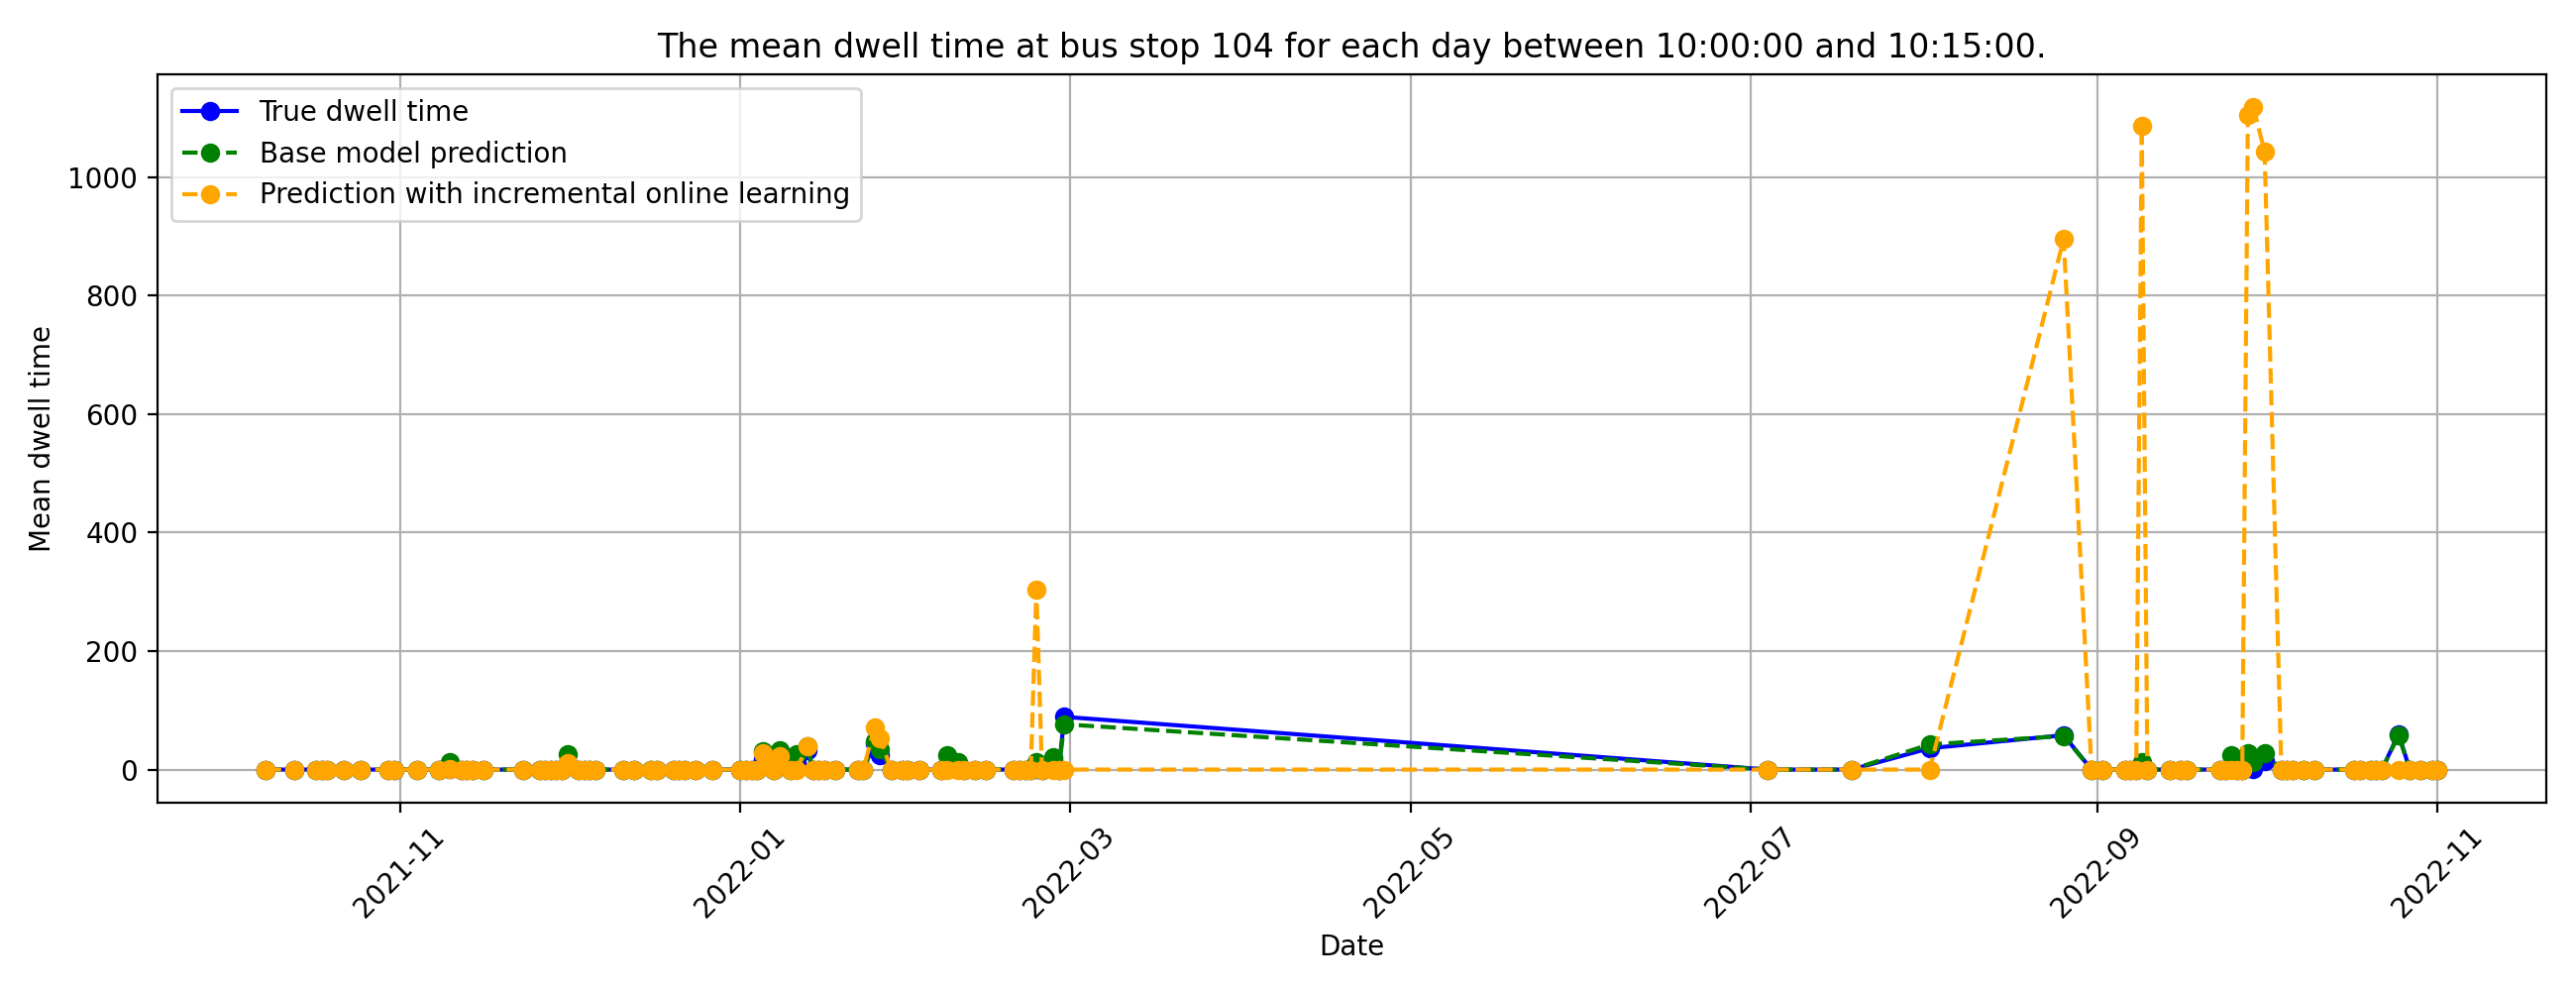 The mean dwell time at bus stop 104 for each day between 10:00:00 and 10:15:00.
True dwell time
Base model prediction
Prediction with incremental online learning
Mean dwell time
1000
800
600
400
200
0
2021-11
2022-01
2022-03
2022-05
2022-07
2022-09
2022-11
Date